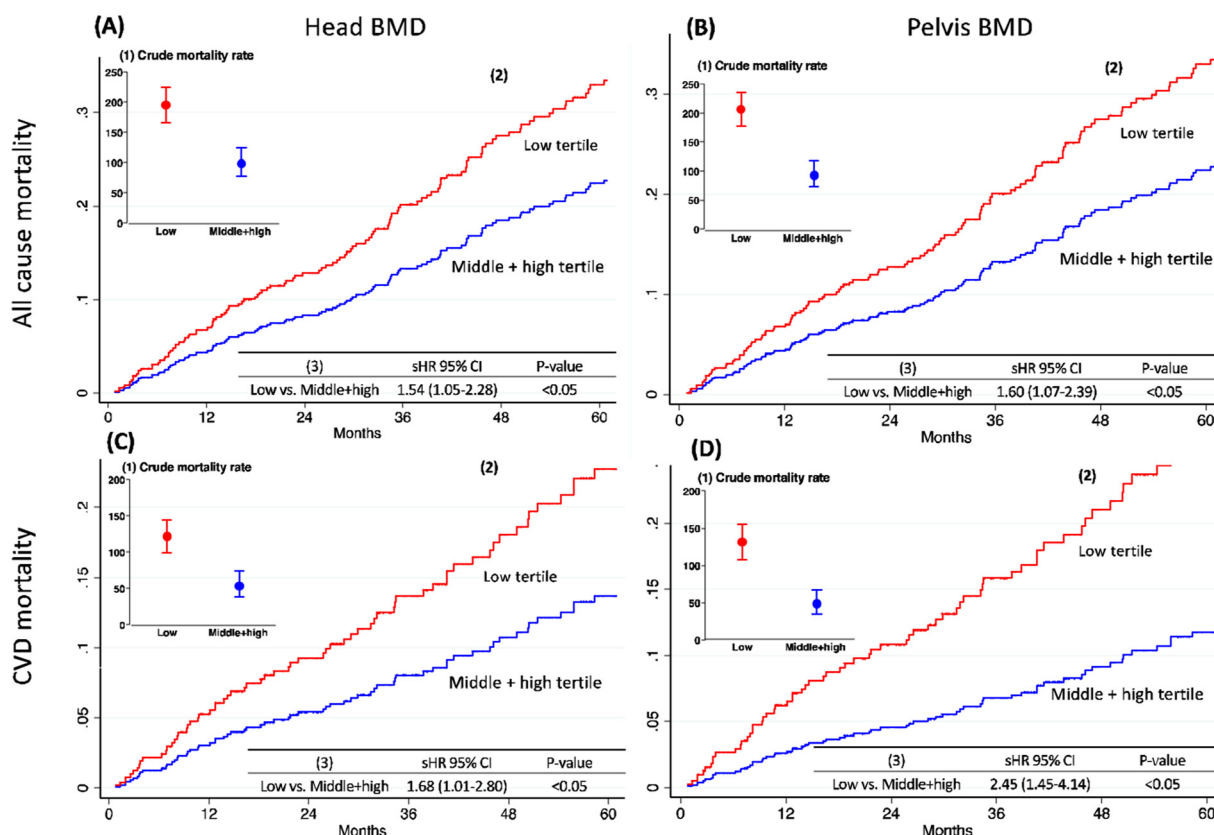 Head BMD
Pelvis BMD
All cause mortality
CVD mortality
(A)
(1) Crude mortality rate
250
200
150
100
50
0
Low Middle+high
(2)
.3
.2
.1
0
Low tertile
Middle + high tertile
(3) sHR 95% CI P-value
Low vs. Middle+high 1.54 (1.05-2.28) <0.05
0 12 24 36 48 60
Months
(B)
(1) Crude mortality rate
250
200
150
100
50
0
Low Middle+high
(2)
.3
.2
.1
0
Low tertile
Middle + high tertile
(3) sHR 95% CI P-value
Low vs. Middle+high 1.60 (1.07-2.39) <0.05
0 12 24 36 48 60
Months
(C)
(1) Crude mortality rate
200
150
100
50
0
Low Middle+high
(2)
.2
.15
.1
.05
0
Low tertile
Middle + high tertile
(3) sHR 95% CI P-value
Low vs. Middle+high 1.68 (1.01-2.80) <0.05
0 12 24 36 48 60
Months
(D)
(1) Crude mortality rate
200
150
100
50
0
Low Middle+high
(2)
.2
.15
.1
.05
0
Low tertile
Middle + high tertile
(3) sHR 95% CI P-value
Low vs. Middle+high 2.45 (1.45-4.14) <0.05
0 12 24 36 48 60
Months